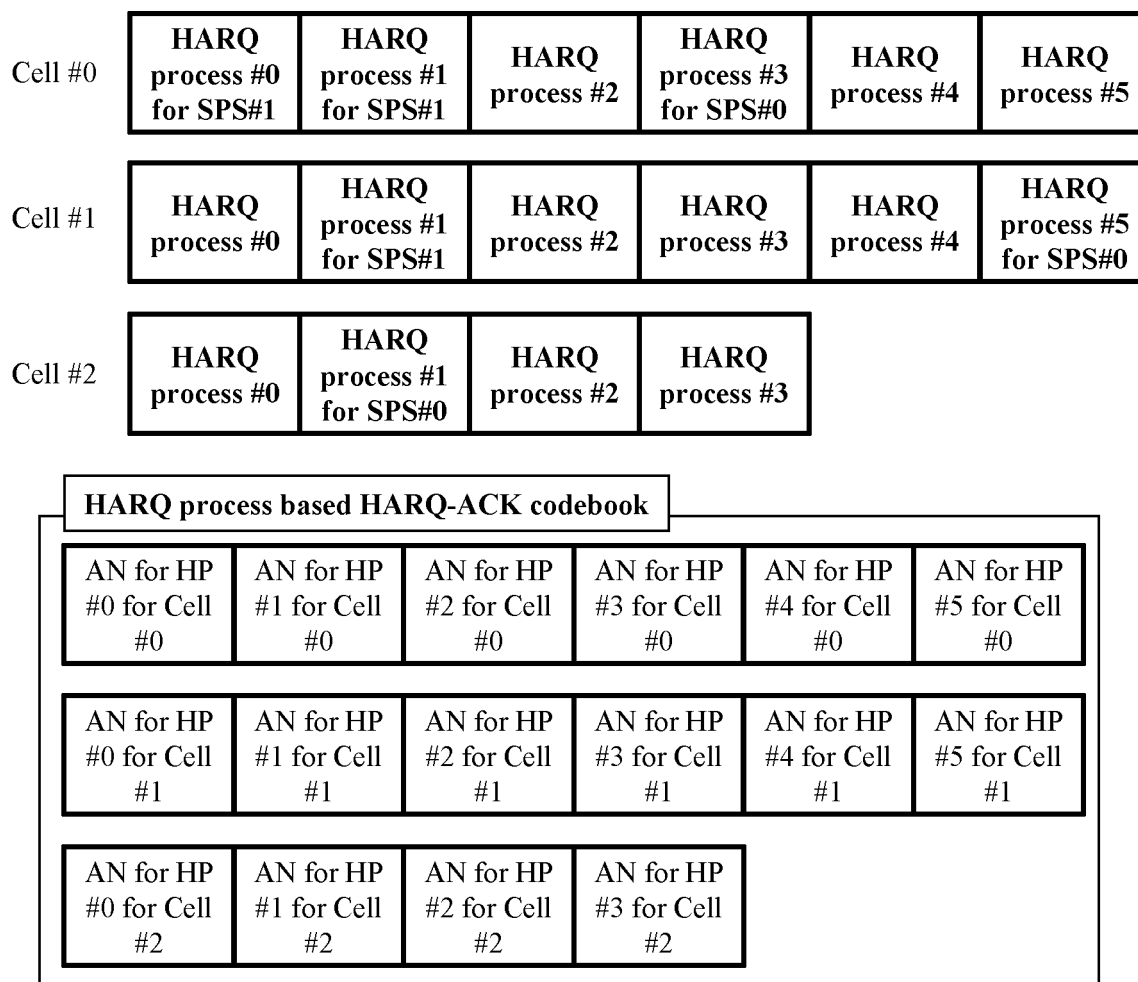 Cell #0
HARQ process #0 for SPS#1
HARQ process #1 for SPS#1
HARQ process #2
HARQ process #3 for SPS#0
HARQ process #4
HARQ process #5
Cell #1
HARQ process #0
HARQ process #1 for SPS#1
HARQ process #2
HARQ process #3
HARQ process #4
HARQ process #5 for SPS#0
Cell #2
HARQ process #0
HARQ process #1 for SPS#0
HARQ process #2
HARQ process #3
HARQ process based HARQ-ACK codebook
AN for HP #0 for Cell #0
AN for HP #1 for Cell #0
AN for HP #2 for Cell #0
AN for HP #3 for Cell #0
AN for HP #4 for Cell #0
AN for HP #5 for Cell #0
AN for HP #0 for Cell #1
AN for HP #1 for Cell #1
AN for HP #2 for Cell #1
AN for HP #3 for Cell #1
AN for HP #4 for Cell #1
AN for HP #5 for Cell #1
AN for HP #0 for Cell #2
AN for HP #1 for Cell #2
AN for HP #2 for Cell #2
AN for HP #3 for Cell #2